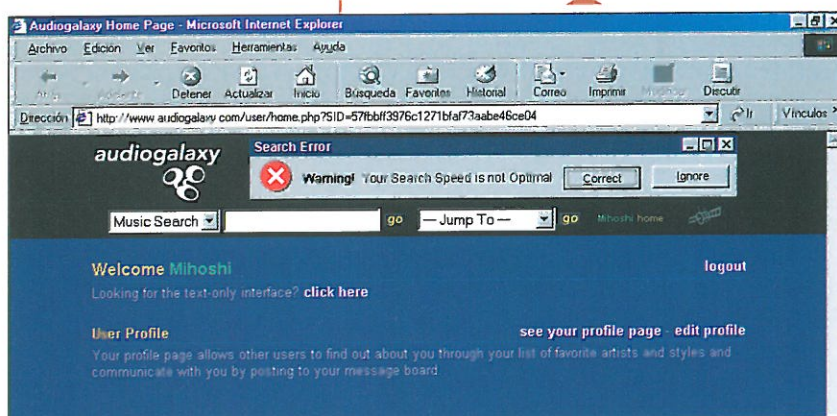 Audiogalaxy Home Page - Microsoft Internet Explorer
Archivo Edición Ver Favoritos Herramientas Ayuda
Atrás Adelante Detener Actualizar Inicio Búsqueda Favoritos Historial Correo Imprimir Modificar Discutir
Dirección http://www.audiogalaxy.com/user/home.php?SID=57fbbff3976c1271bfaf73aabe46ce04 Ir Vínculos »
audiogalaxy
Search Error
Warning! Your Search Speed is not Optimal Correct Ignore
Music Search go — Jump To — go Mihoshi home
Welcome Mihoshi logout
Looking for the text-only interface? click here
User Profile see your profile page - edit profile
Your profile page allows other users to find out about you through your list of favorite artists and styles and
communicate with you by posting to your message board